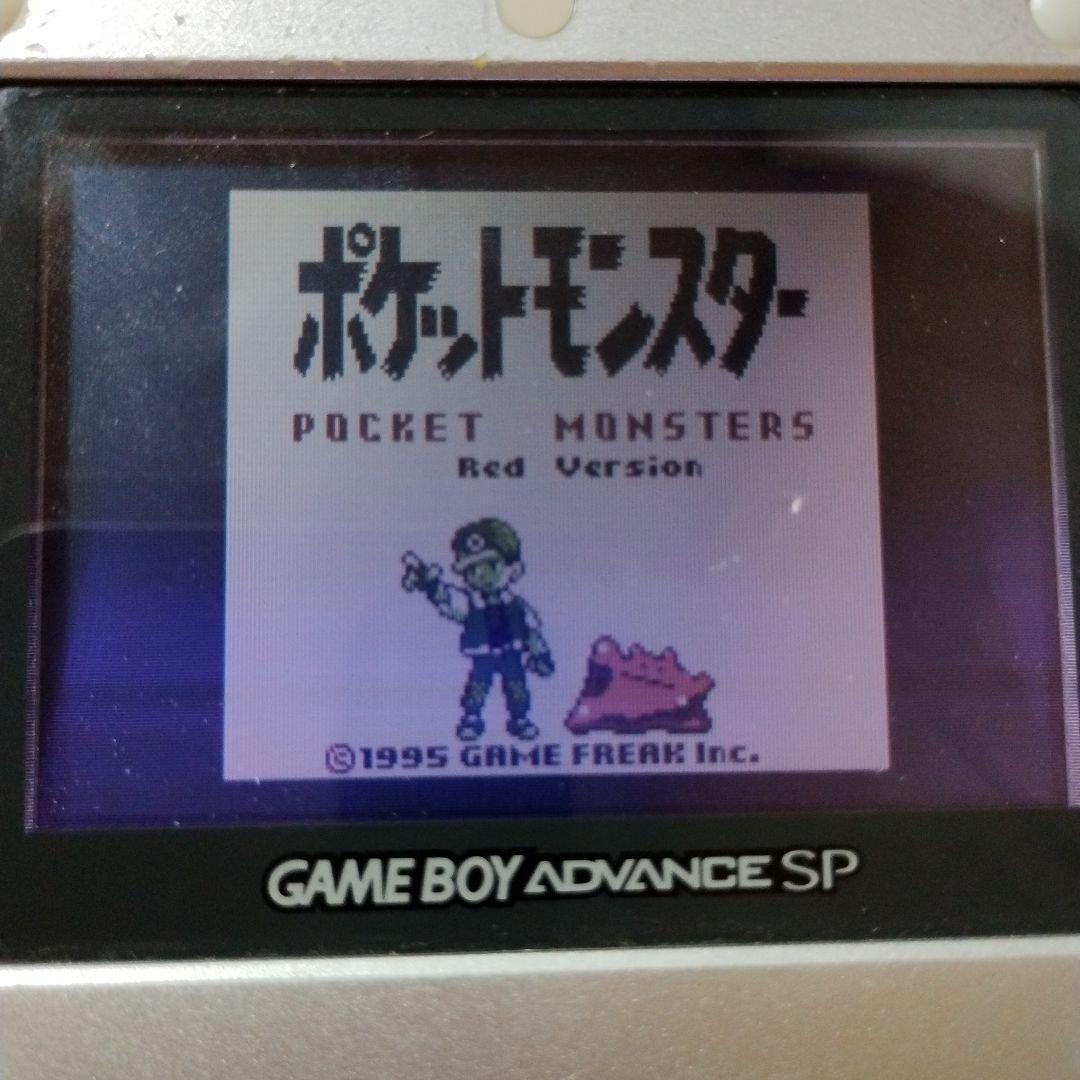 ポケットモンスター
POCKET MONSTERS
Red Version
©1995 GAME FREAK Inc.
GAME BOY ADVANCE SP